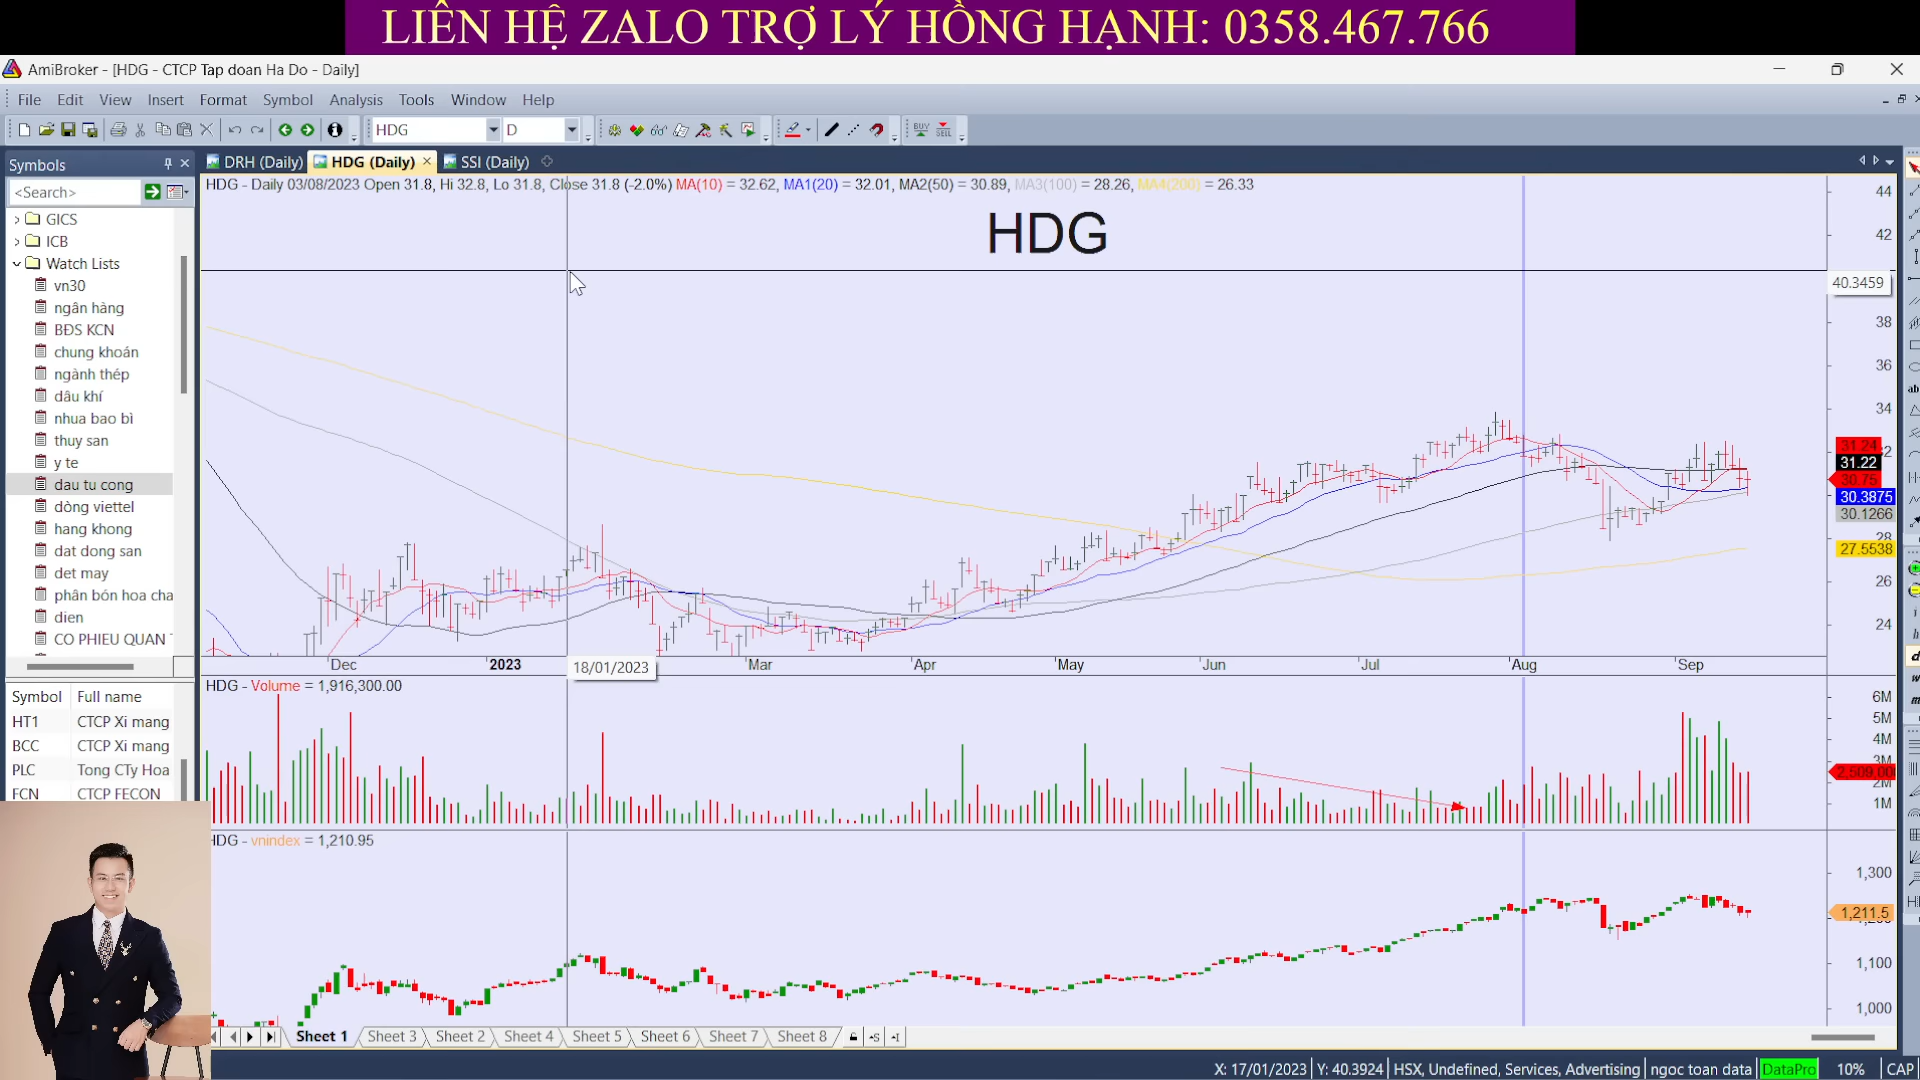 LIÊN HỆ ZALO TRỢ LÝ HỒNG HẠNH: 0358.467.766
AmiBroker - [HDG - CTCP Tap doan Ha Do - Daily]
File Edit View Insert Format Symbol Analysis Tools Window Help
HDG D BUY SELL
Symbols
DRH (Daily) HDG (Daily) SSI (Daily)
<Search>
GICS
ICB
Watch Lists
vn30
ngân hàng
BĐS KCN
chung khoán
ngành thép
dâu khí
nhua bao bì
thuy san
y te
dau tu cong
dòng viettel
hang khong
dat dong san
det may
phân bón hoa cha
dien
CO PHIEU QUAN
Symbol Full name
HT1 CTCP Xi mang
BCC CTCP Xi mang
PLC Tong CTy Hoa
FCN CTCP FECON
HDG - Daily 03/08/2023 Open 31.8, Hi 32.8, Lo 31.8, Close 31.8 (-2.0%) MA(10) = 32.62, MA1(20) = 32.01, MA2(50) = 30.89, MA3(100) = 28.26, MA4(200) = 26.33
HDG
44
42
40.3459
38
36
34
31.24
31.22
30.75
30.3875
30.1266
28
27.5538
26
24
Dec 2023 18/01/2023 Mar Apr May Jun Jul Aug Sep
HDG - Volume = 1,916,300.00
6M
5M
4M
3M
2M
1M
HDG - vnindex = 1,210.95
1,300
1,211.5
1,100
1,000
Sheet 1 Sheet 3 Sheet 2 Sheet 4 Sheet 5 Sheet 6 Sheet 7 Sheet 8
X: 17/01/2023 Y: 40.3924 HSX, Undefined, Services, Advertising ngoc toan data DataPro 10% CAP